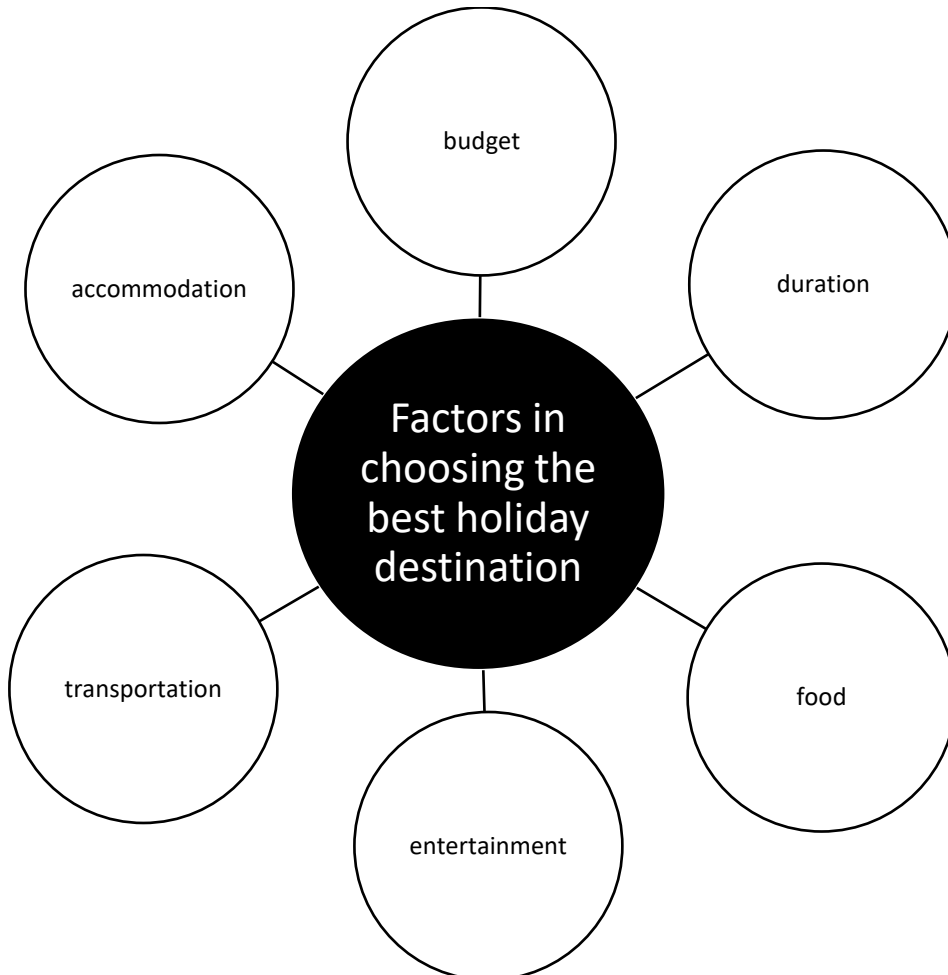 budget
accommodation
duration
Factors in
choosing the
best holiday
destination
transportation
food
entertainment